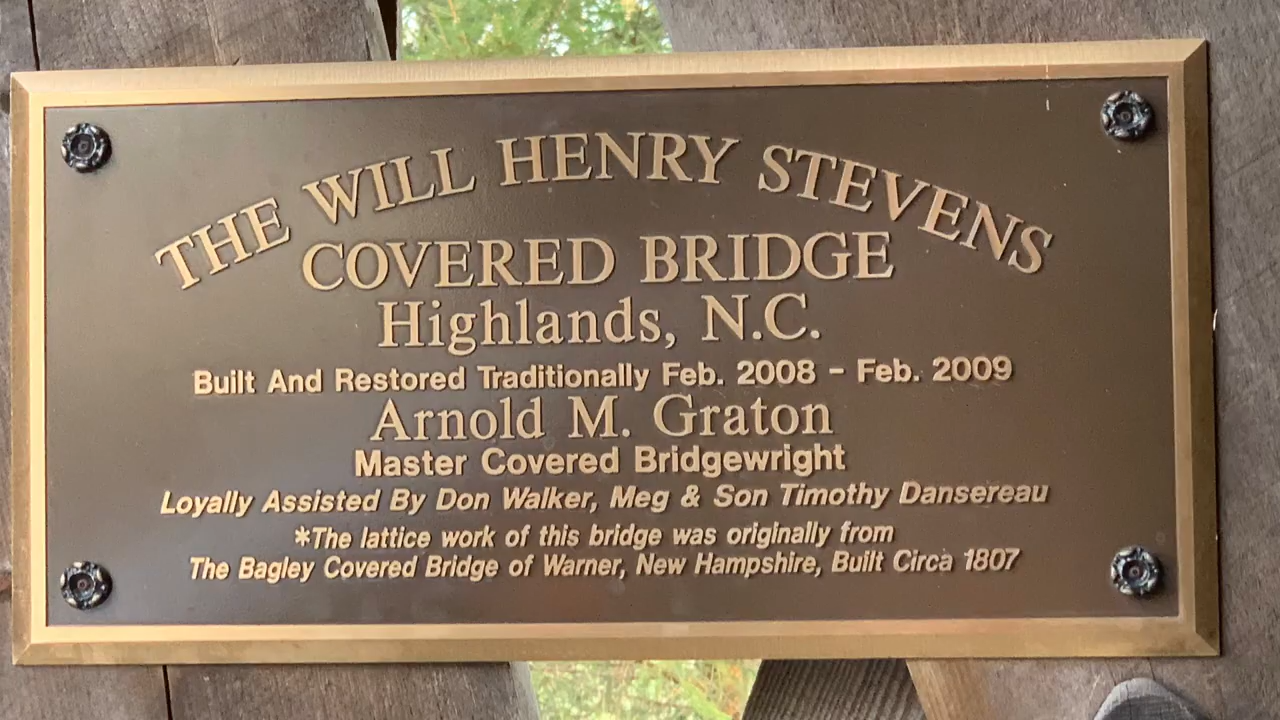 THE WILL HENRY STEVENS
COVERED BRIDGE
Highlands, N.C.
Built And Restored Traditionally Feb. 2008 - Feb. 2009
Arnold M. Graton
Master Covered Bridgewright
Loyally Assisted By Don Walker, Meg & Son Timothy Dansereau
*The lattice work of this bridge was originally from
The Bagley Covered Bridge of Warner, New Hampshire, Built Circa 1807